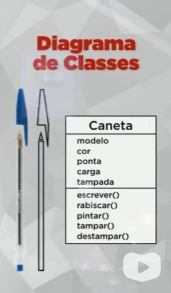 Diagrama
de Classes
Caneta
modelo
cor
ponta
carga
tampada
escrever()
rabiscar()
pintar()
tampar()
destampar()